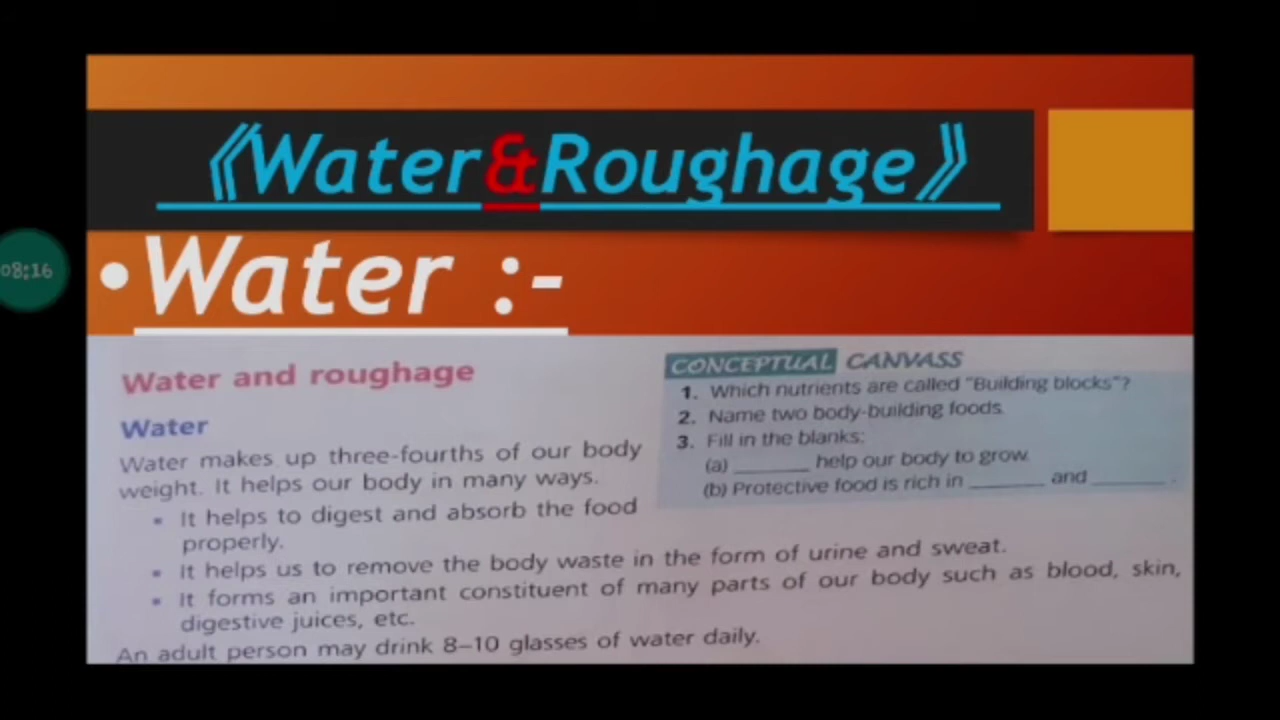 《Water&Roughage》
•Water :-
08:16
Water and roughage
Water
Water makes up three-fourths of our body
weight. It helps our body in many ways.
• It helps to digest and absorb the food
properly.
• It helps us to remove the body waste in the form of urine and sweat.
• It forms an important constituent of many parts of our body such as blood, skin,
digestive juices, etc.
An adult person may drink 8–10 glasses of water daily.
CONCEPTUAL CANVASS
1. Which nutrients are called "Building blocks"?
2. Name two body-building foods.
3. Fill in the blanks:
(a) ________ help our body to grow.
(b) Protective food is rich in ________ and ________ .